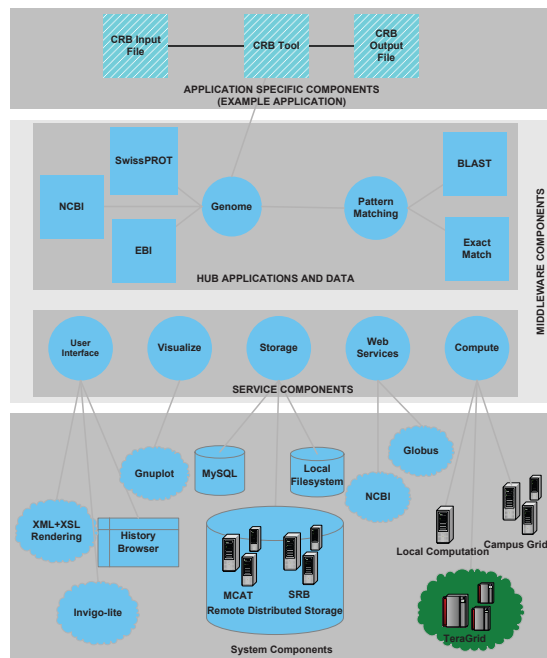 CRB Input
File
CRB Tool
CRB
Output
File
APPLICATION SPECIFIC COMPONENTS
(EXAMPLE APPLICATION)
SwissPROT
BLAST
NCBI
Genome
Pattern
Matching
EBI
Exact
Match
HUB APPLICATIONS AND DATA
MIDDLEWARE COMPONENTS
User
Interface
Visualize
Storage
Web
Services
Compute
SERVICE COMPONENTS
Globus
Gnuplot
MySQL
Local
Filesystem
NCBI
XML+XSL
Rendering
History
Browser
Local Computation
Campus Grid
MCAT
SRB
Remote Distributed Storage
Invigo-lite
TeraGrid
System Components